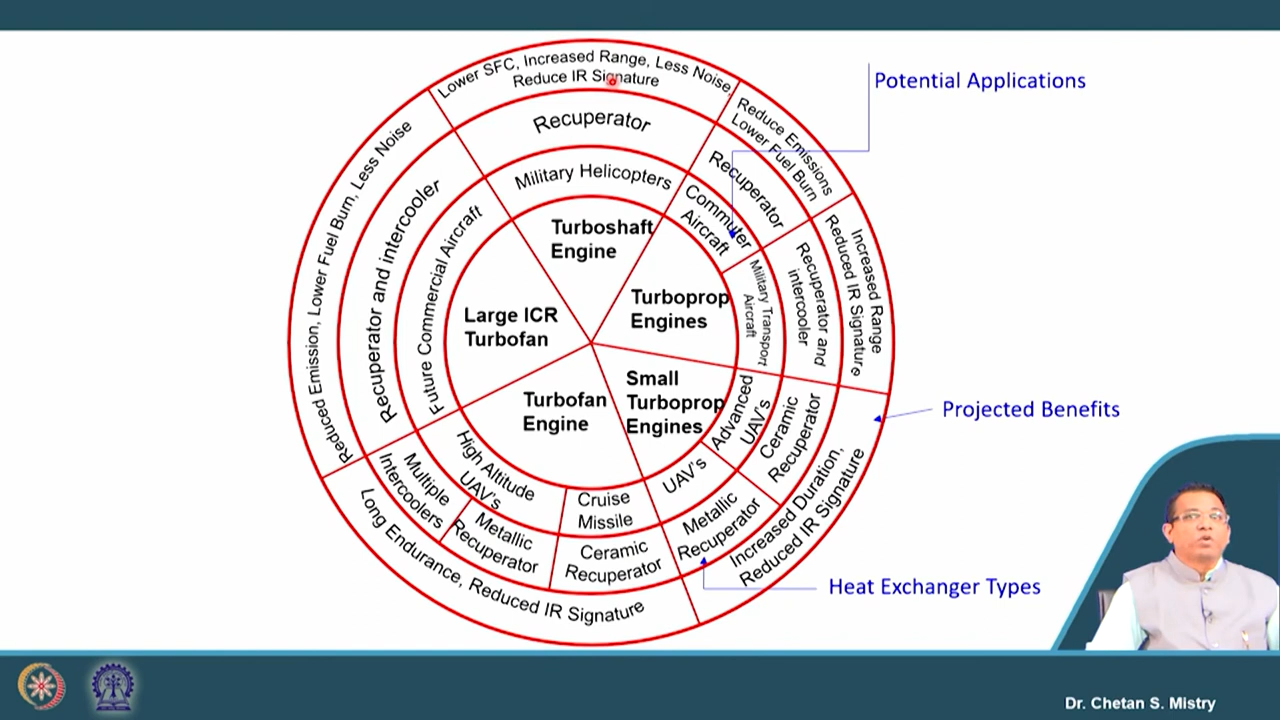 Lower SFC, Increased Range, Less Noise,
Reduce IR Signature
Recuperator
Military Helicopters
Turboshaft
Engine
Reduce Emissions
Lower Fuel Burn
Recuperator
Commuter
Aircraft
Turboprop
Engines
Increased Range
Reduced IR Signature
Recuperator and
intercooler
Military Transport
Aircraft
Small
Turboprop
Engines
Advanced
UAV's
Ceramic
Recuperator
UAV's
Metallic
Recuperator
Increased Duration,
Reduced IR Signature
Turbofan
Engine
Cruise
Missile
Ceramic
Recuperator
High Altitude
UAV's
Metallic
Recuperator
Multiple
Intercoolers
Long Endurance, Reduced IR Signature
Large ICR
Turbofan
Future Commercial Aircraft
Recuperator and intercooler
Reduced Emission, Lower Fuel Burn, Less Noise
Potential Applications
Projected Benefits
Heat Exchanger Types
Dr. Chetan S. Mistry